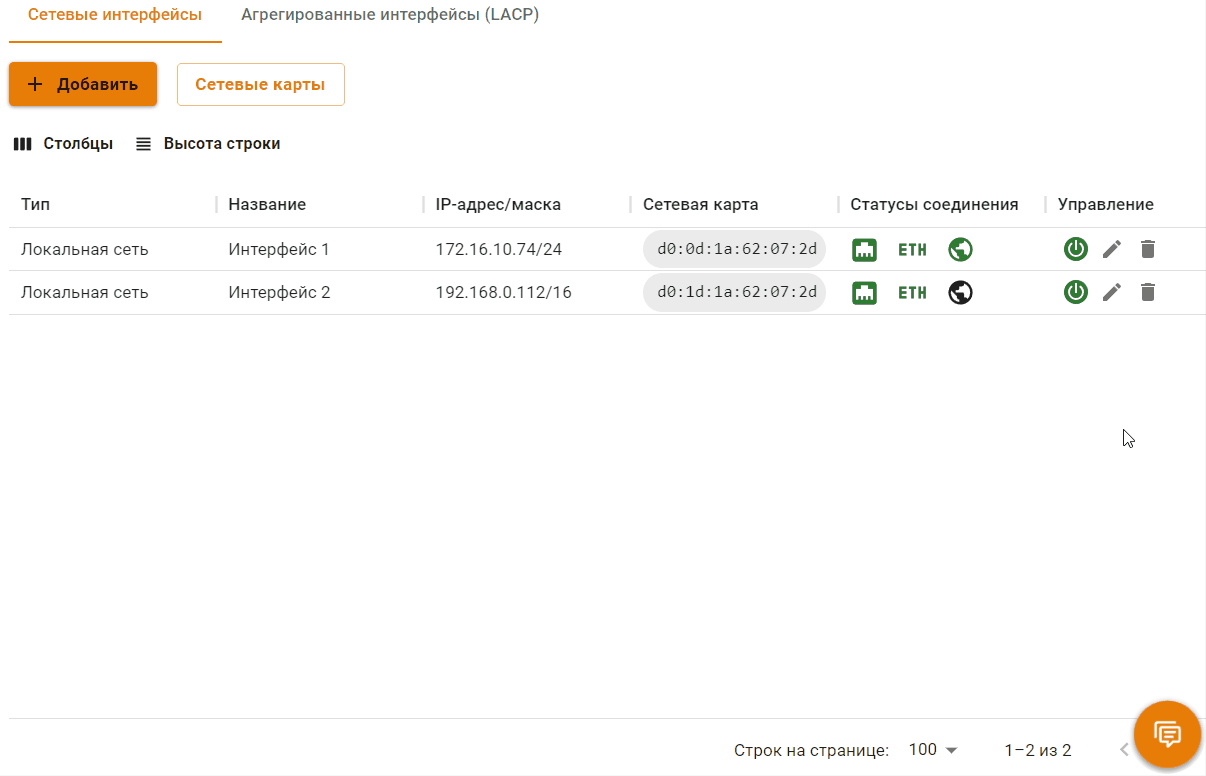 Сетевые интерфейсы Агрегированные интерфейсы (LACP)
Добавить Сетевые карты
Столбцы Высота строки
Тип Название IP-адрес/маска Сетевая карта Статусы соединения Управление
Локальная сеть Интерфейс 1 172.16.10.74/24 d0:0d:1a:62:07:2d ETH
Локальная сеть Интерфейс 2 192.168.0.112/16 d0:1d:1a:62:07:2d ETH
Строк на странице: 100 1–2 из 2